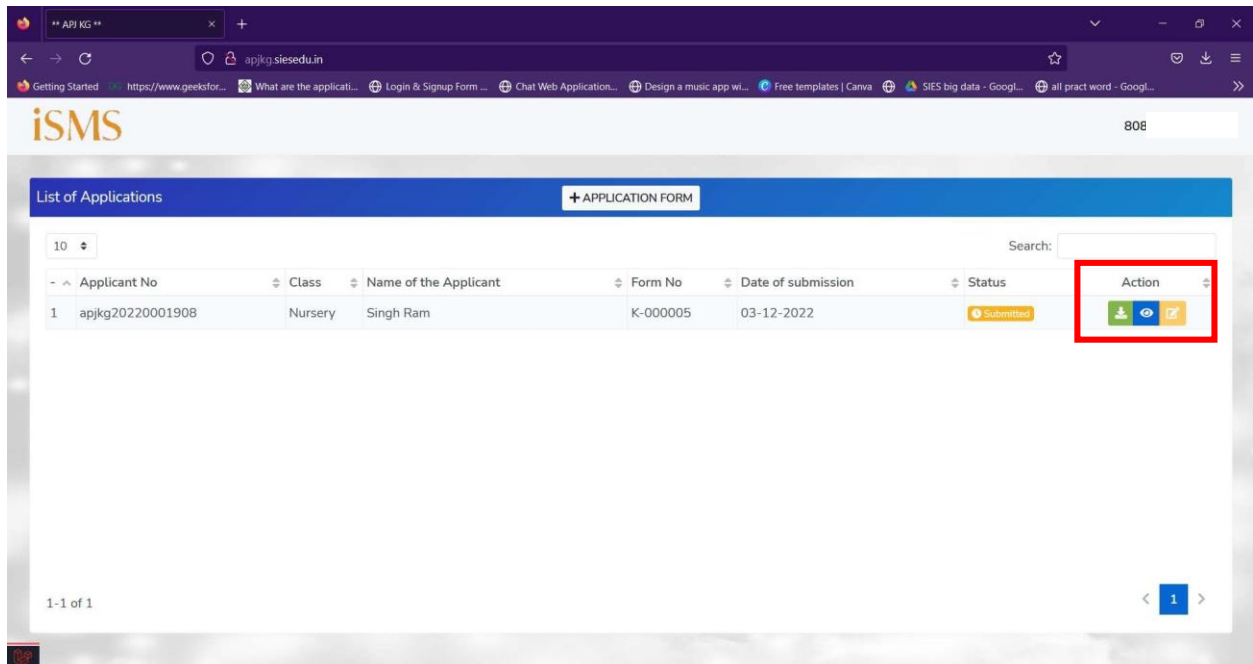 ** APJ KG **
apjkg.siesedu.in
Getting Started https://www.geeksfor... What are the applicati... Login & Signup Form ... Chat Web Application... Design a music app wi... Free templates | Canva SIES big data - Googl... all pract word - Googl...
iSMS
808
List of Applications + APPLICATION FORM
10 Search:
- Applicant No Class Name of the Applicant Form No Date of submission Status Action
1 apjkg20220001908 Nursery Singh Ram K-000005 03-12-2022 Submitted
1-1 of 1 < 1 >